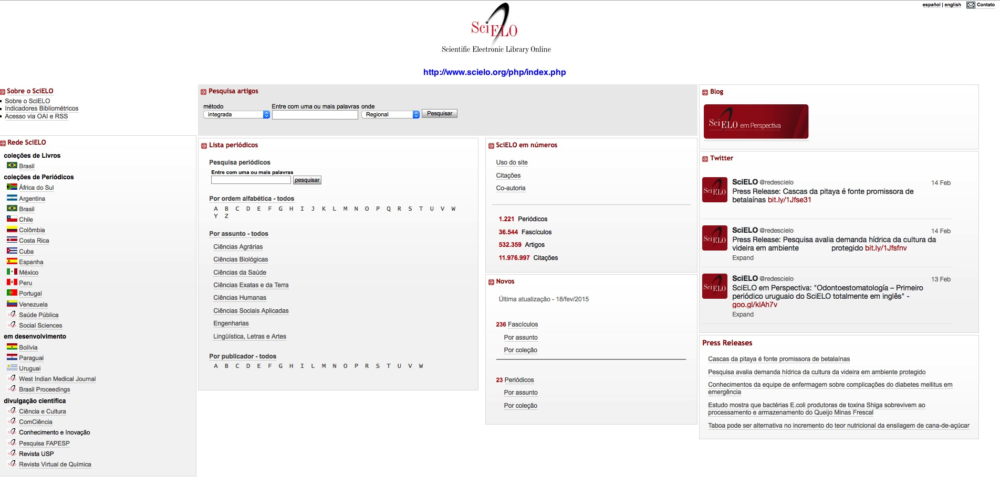 español | english Contato
SciELO
Scientific Electronic Library Online
http://www.scielo.org/php/index.php
Sobre o SciELO
Sobre o SciELO
Indicadores Bibliométricos
Acesso via OAI e RSS
Rede SciELO
coleções de Livros
Brasil
coleções de Periódicos
África do Sul
Argentina
Brasil
Chile
Colômbia
Costa Rica
Cuba
Espanha
México
Peru
Portugal
Venezuela
Saúde Pública
Social Sciences
em desenvolvimento
Bolívia
Paraguai
Uruguai
West Indian Medical Journal
Brasil Proceedings
divulgação científica
Ciência e Cultura
ComCiência
Conhecimento e Inovação
Pesquisa FAPESP
Revista USP
Revista Virtual de Química
Pesquisa artigos
método Entre com uma ou mais palavras onde
integrada Regional Pesquisar
Lista periódicos
Pesquisa periódicos
Entre com uma ou mais palavras
pesquisar
Por ordem alfabética - todos
A B C D E F G H I J K L M N O P Q R S T U V W
Y Z
Por assunto - todos
Ciências Agrárias
Ciências Biológicas
Ciências da Saúde
Ciências Exatas e da Terra
Ciências Humanas
Ciências Sociais Aplicadas
Engenharias
Lingüística, Letras e Artes
Por publicador - todos
A B C D E F G H I L M N O P R S T U V W
SciELO em números
Uso do site
Citações
Co-autoria
1.221 Periódicos
36.544 Fascículos
532.359 Artigos
11.976.997 Citações
Novos
Última atualização - 18/fev/2015
236 Fascículos
Por assunto
Por coleção
23 Periódicos
Por assunto
Por coleção
Blog
SciELO em Perspectiva
Twitter
SciELO
SciELO @redescielo 14 Feb
Press Release: Cascas da pitaya é fonte promissora de
betalaínas bit.ly/1Jfse31
SciELO
SciELO @redescielo 14 Feb
Press Release: Pesquisa avalia demanda hídrica da cultura da
videira em ambiente protegido bit.ly/1Jfsfnv
Expand
SciELO
SciELO @redescielo 13 Feb
SciELO em Perspectiva: "Odontoestomatología – Primeiro
periódico uruguaio do SciELO totalmente em inglês" -
goo.gl/klAh7v
Expand
Press Releases
Cascas da pitaya é fonte promissora de betalaínas
Pesquisa avalia demanda hídrica da cultura da videira em ambiente protegido
Conhecimentos da equipe de enfermagem sobre complicações do diabetes mellitus em
emergência
Estudo mostra que bactérias E.coli produtoras de toxina Shiga sobrevivem ao
processamento e armazenamento do Queijo Minas Frescal
Taboa pode ser alternativa no incremento do teor nutricional da ensilagem de cana-de-açúcar